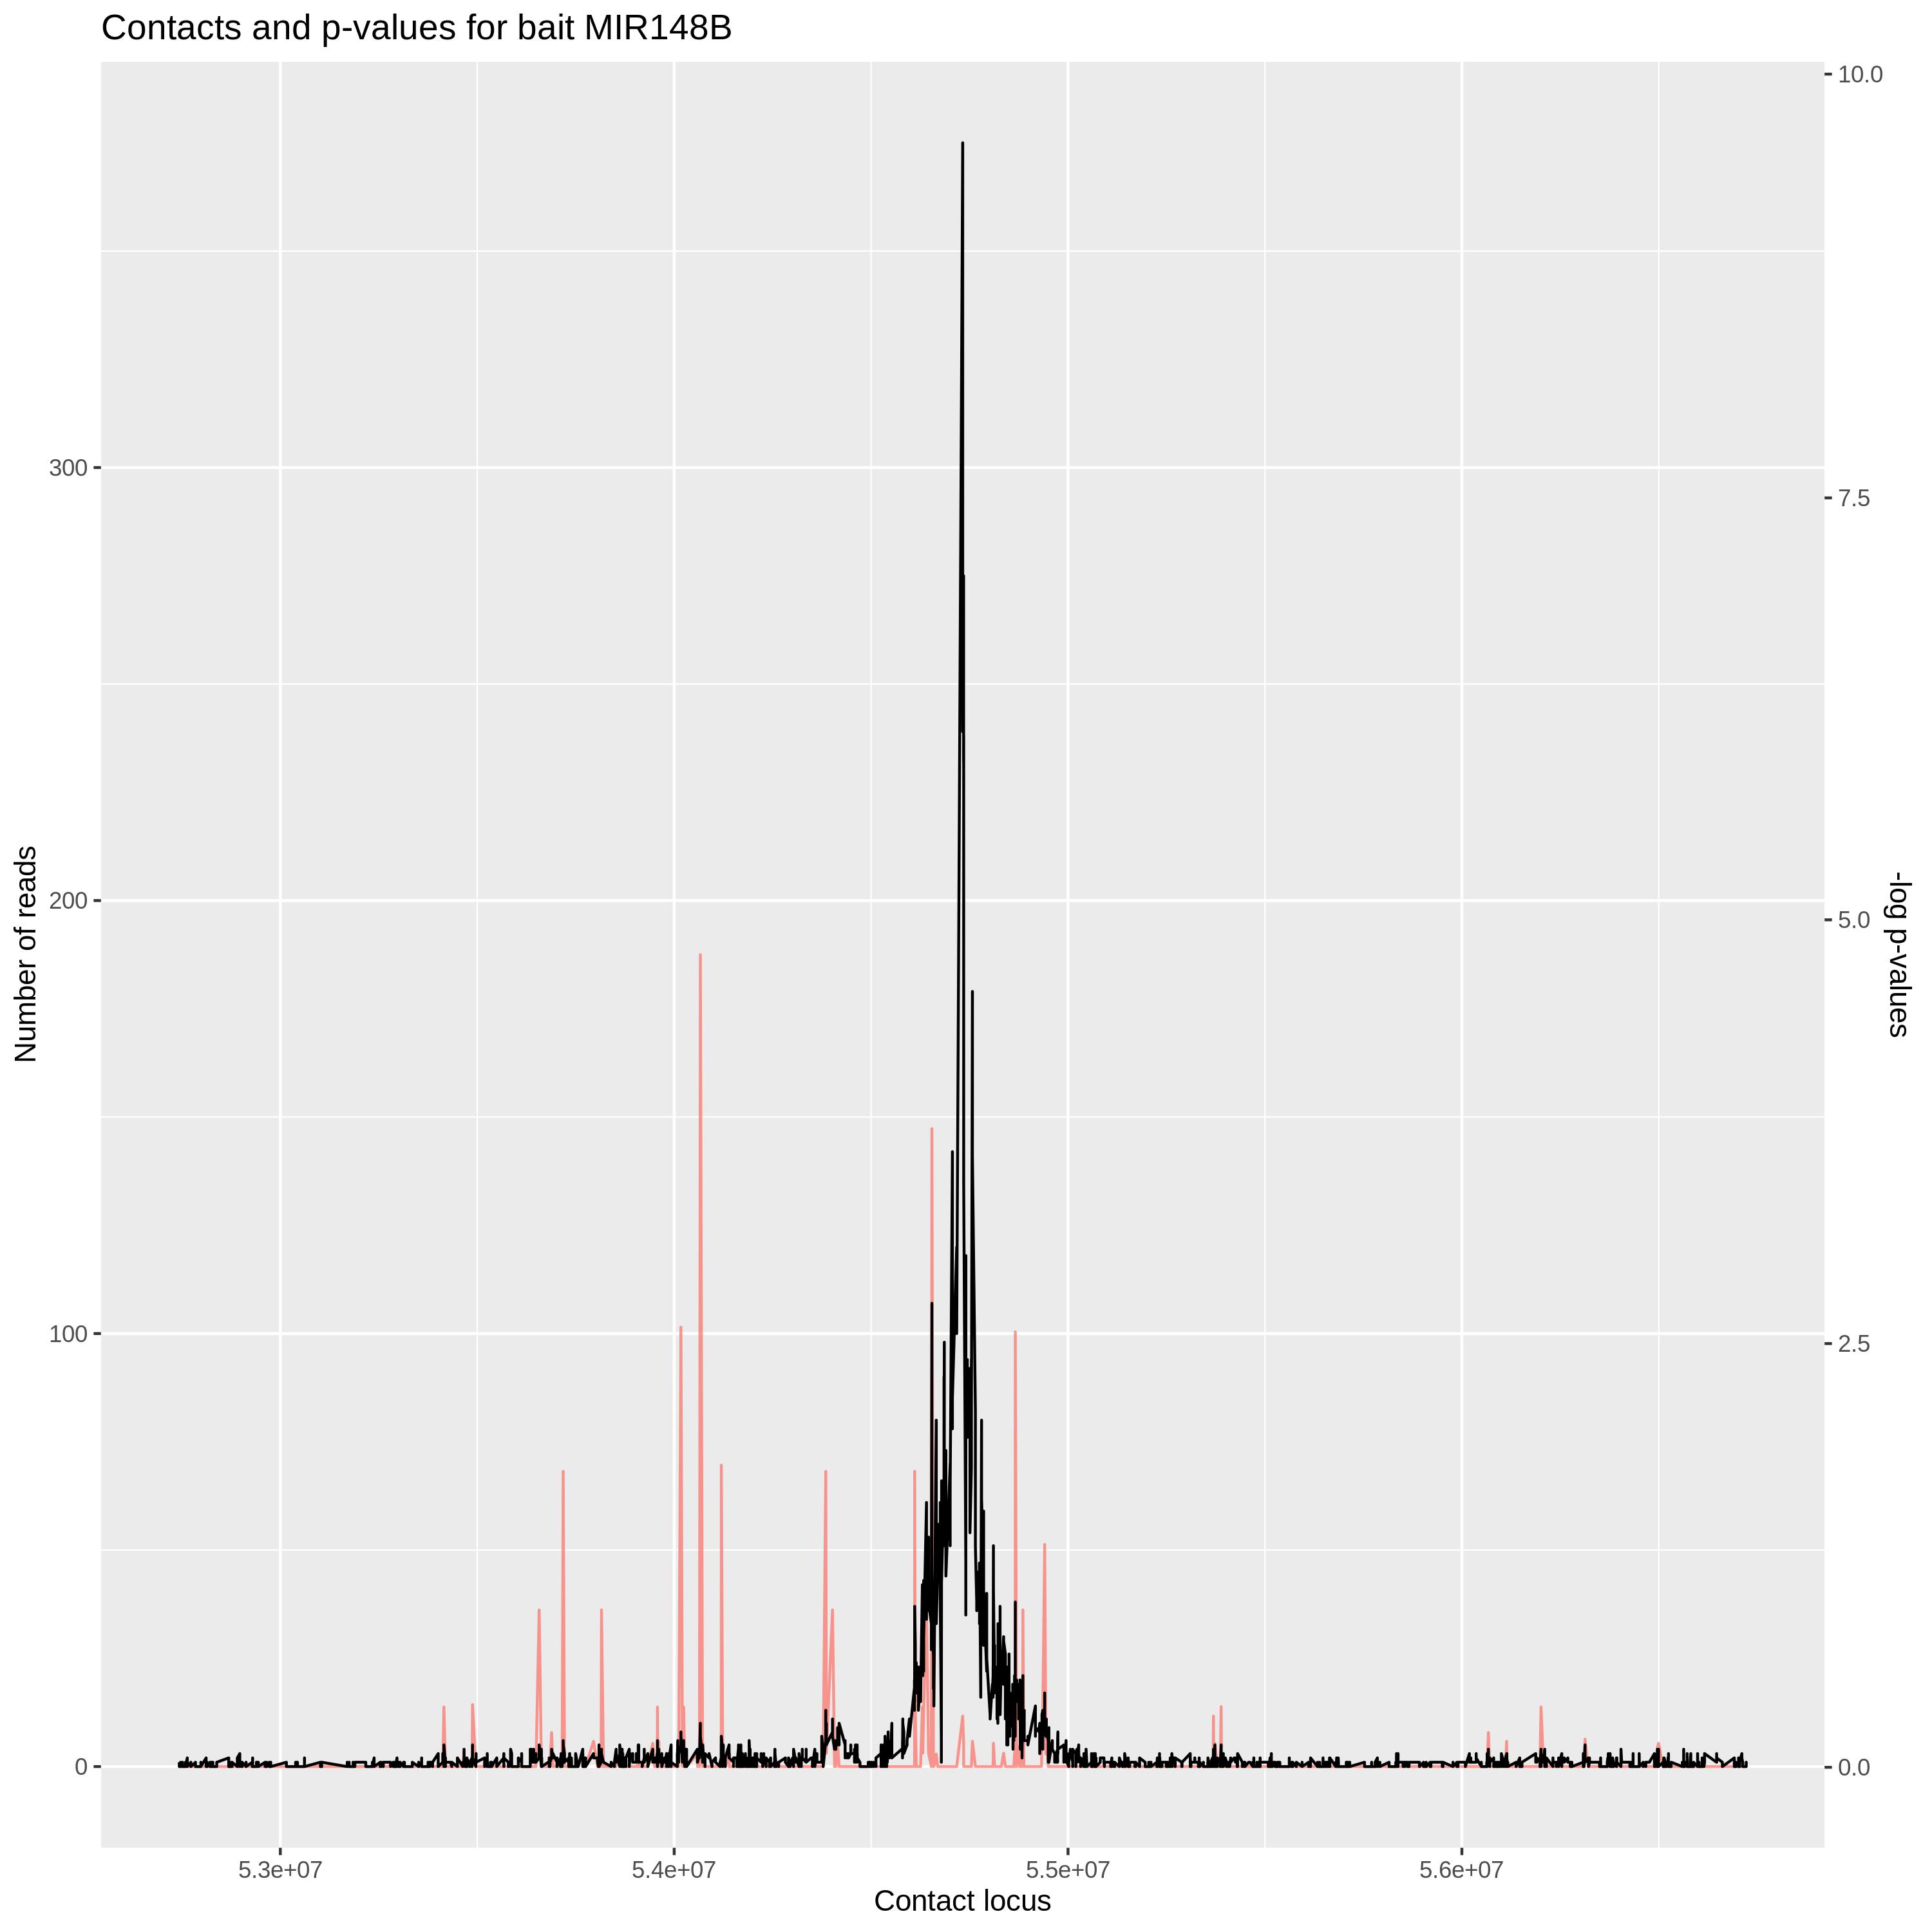 Contacts and p-values for bait MIR148B
Number of reads
300
200
100
0
10.0
7.5
5.0
2.5
0.0
-log p-values
5.3e+07
5.4e+07
5.5e+07
5.6e+07
Contact locus